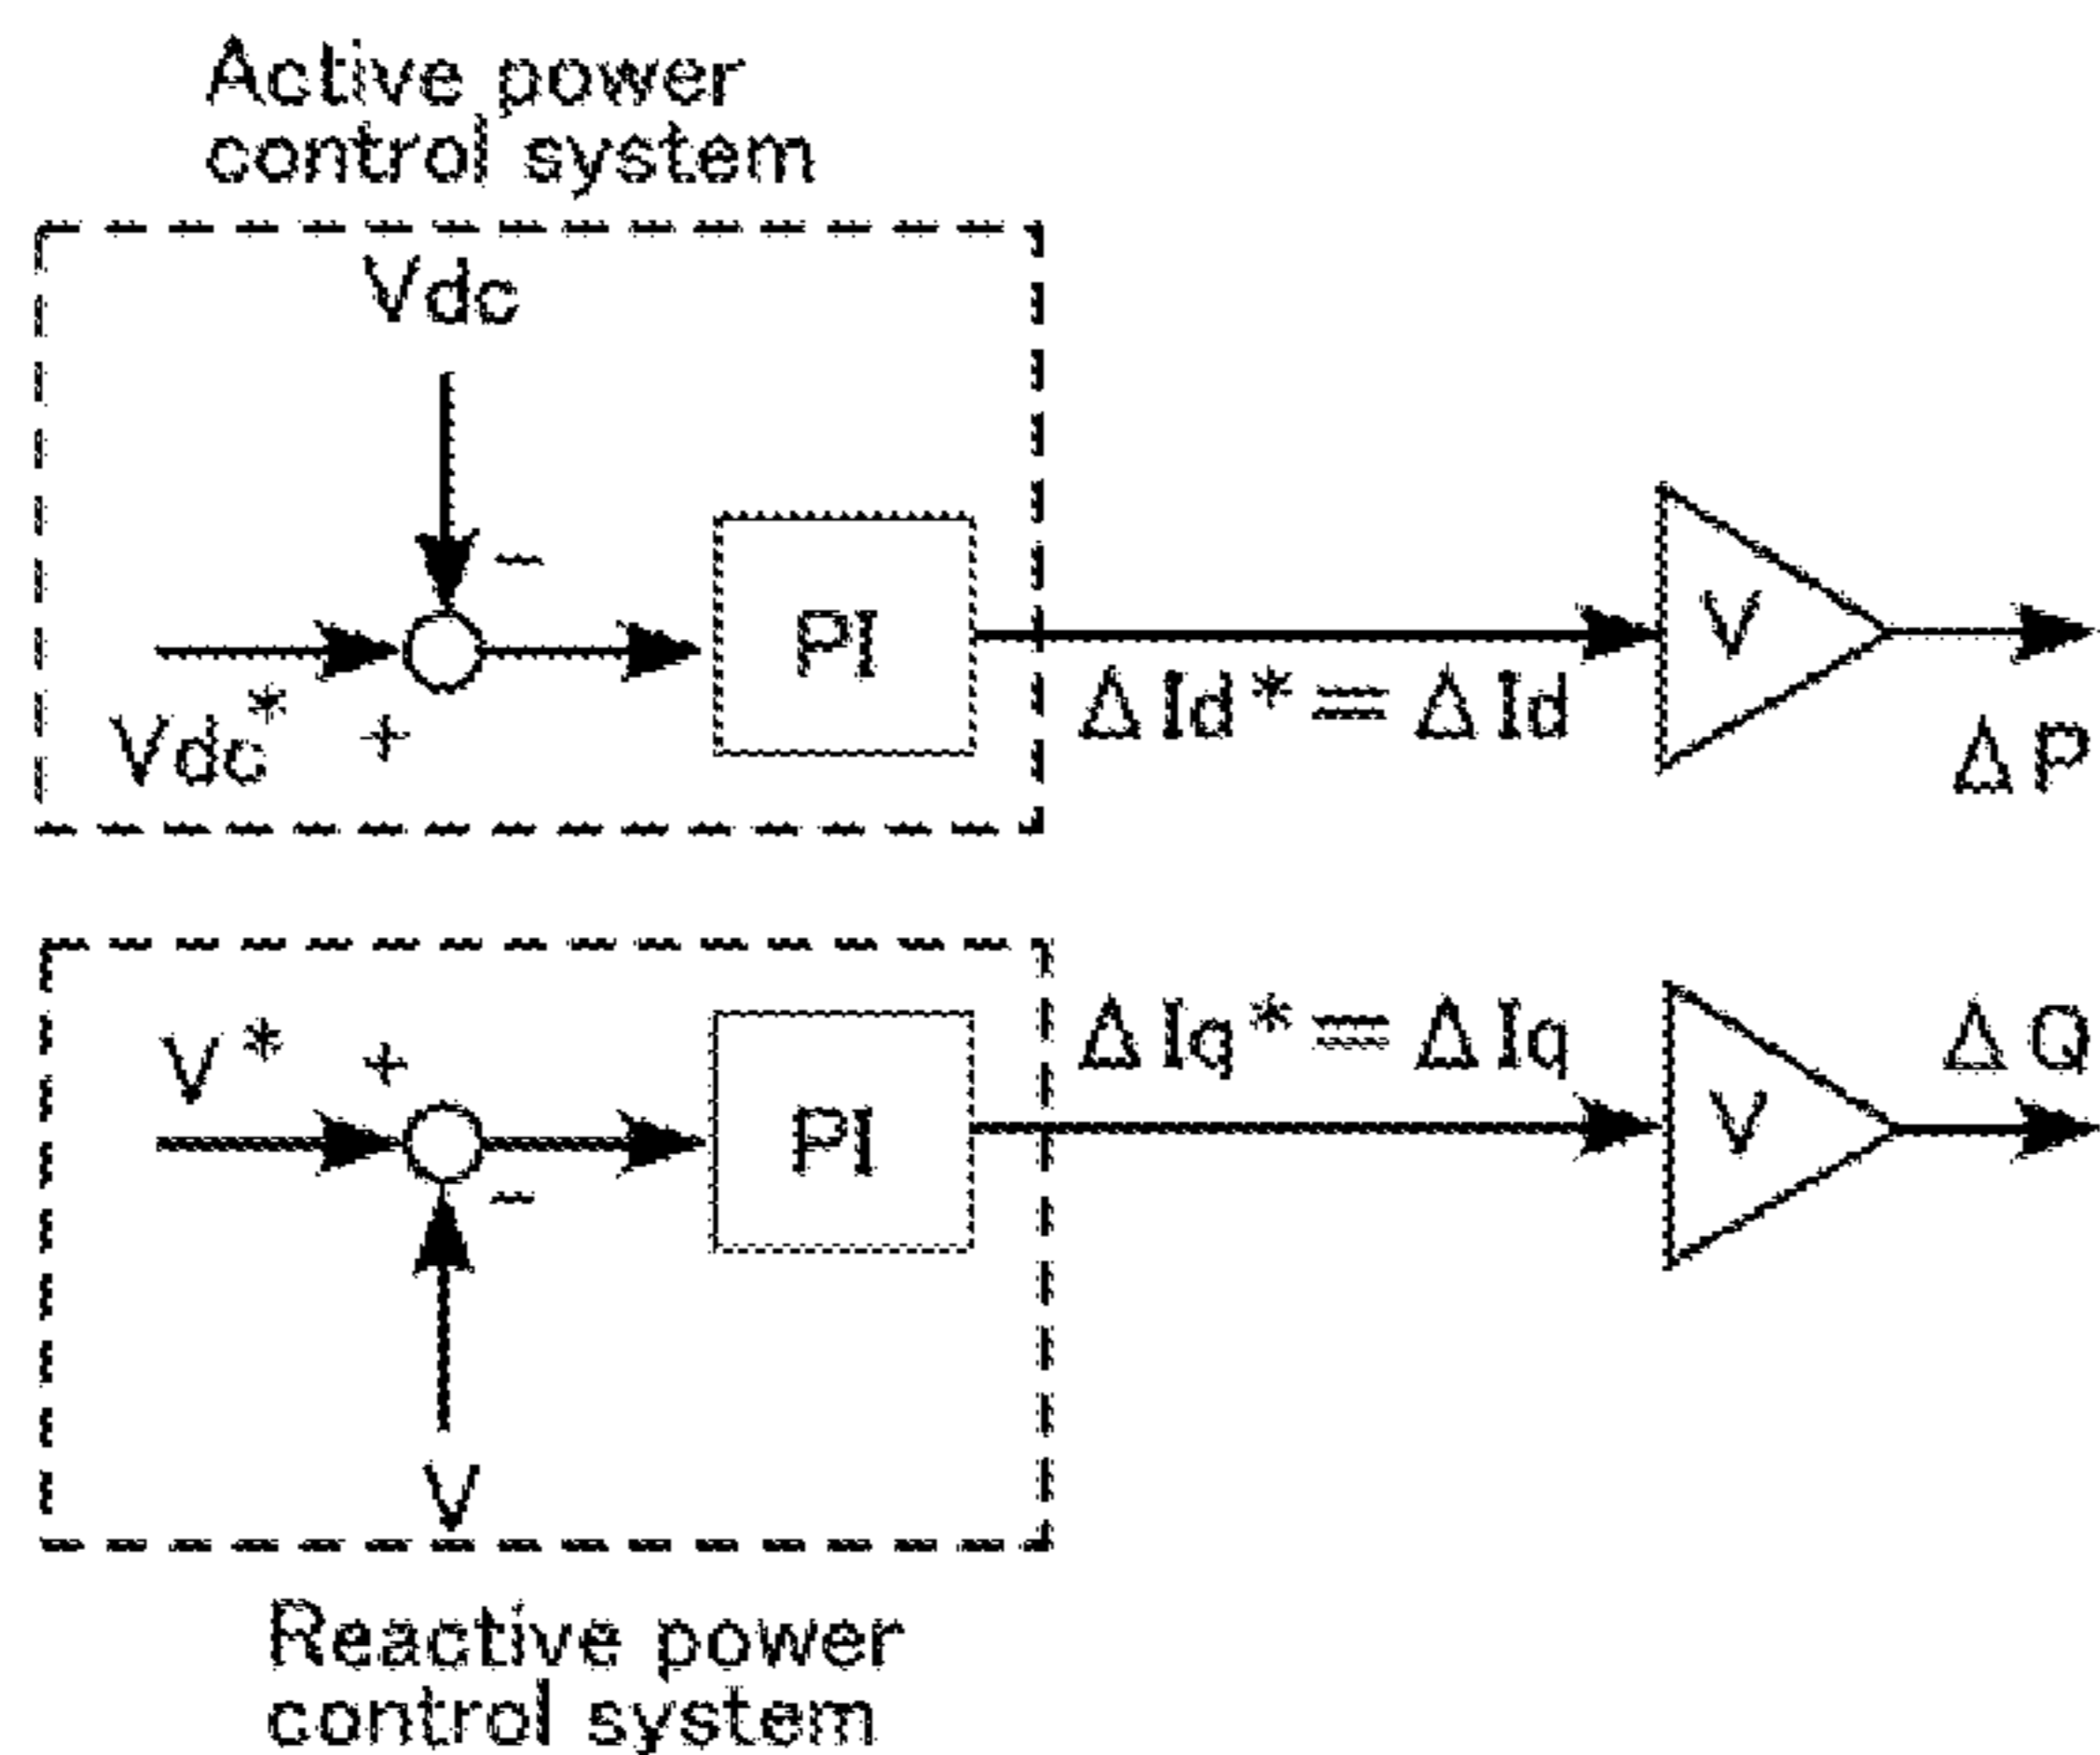 Active power
control system
Vdc
−
PI
V
Vdc* +
ΔId*=ΔId
ΔP
V* +
ΔIq*=ΔIq
ΔQ
PI
V
−
V
Reactive power
control system